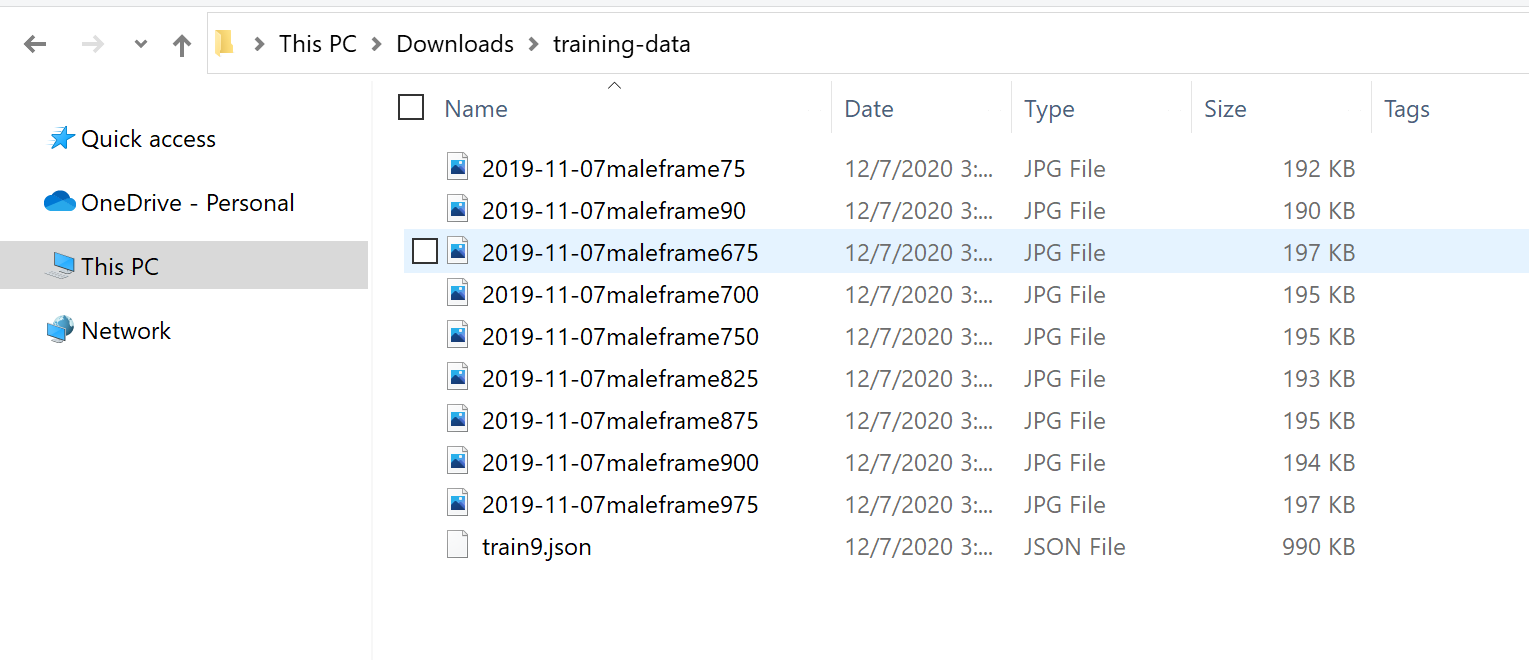 This PC Downloads training-data
Name Date Type Size Tags
Quick access
OneDrive - Personal
This PC
Network
2019-11-07maleframe75 12/7/2020 3:... JPG File 192 KB
2019-11-07maleframe90 12/7/2020 3:... JPG File 190 KB
2019-11-07maleframe675 12/7/2020 3:... JPG File 197 KB
2019-11-07maleframe700 12/7/2020 3:... JPG File 195 KB
2019-11-07maleframe750 12/7/2020 3:... JPG File 195 KB
2019-11-07maleframe825 12/7/2020 3:... JPG File 193 KB
2019-11-07maleframe875 12/7/2020 3:... JPG File 195 KB
2019-11-07maleframe900 12/7/2020 3:... JPG File 194 KB
2019-11-07maleframe975 12/7/2020 3:... JPG File 197 KB
train9.json 12/7/2020 3:... JSON File 990 KB